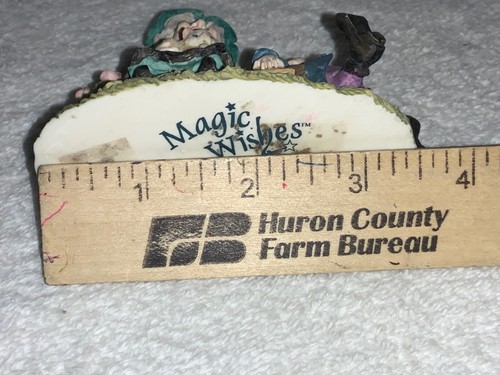 Magic
Wishes™
1 2 3 4
Huron County
Farm Bureau